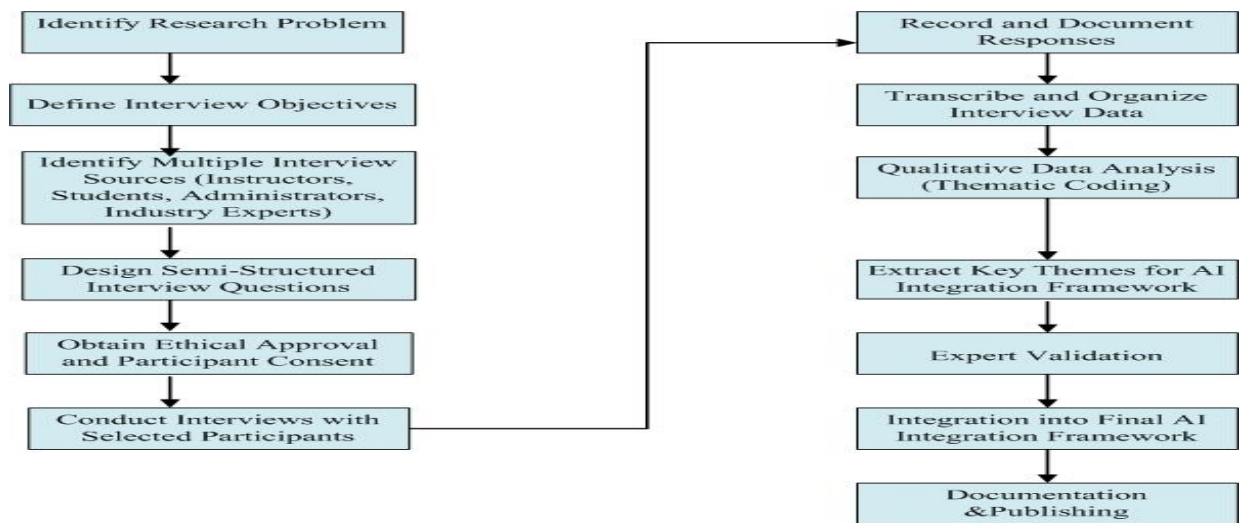 Identify Research Problem
Define Interview Objectives
Identify Multiple Interview
Sources (Instructors,
Students, Administrators,
Industry Experts)
Design Semi-Structured
Interview Questions
Obtain Ethical Approval
and Participant Consent
Conduct Interviews with
Selected Participants
Record and Document
Responses
Transcribe and Organize
Interview Data
Qualitative Data Analysis
(Thematic Coding)
Extract Key Themes for AI
Integration Framework
Expert Validation
Integration into Final AI
Integration Framework
Documentation
&Publishing